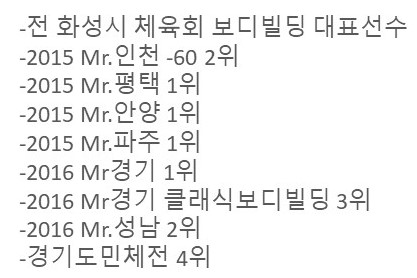 -전 화성시 체육회 보디빌딩 대표선수
-2015 Mr.인천 -60 2위
-2015 Mr.평택 1위
-2015 Mr.안양 1위
-2015 Mr.파주 1위
-2016 Mr경기 1위
-2016 Mr경기 클래식보디빌딩 3위
-2016 Mr.성남 2위
-경기도민체전 4위